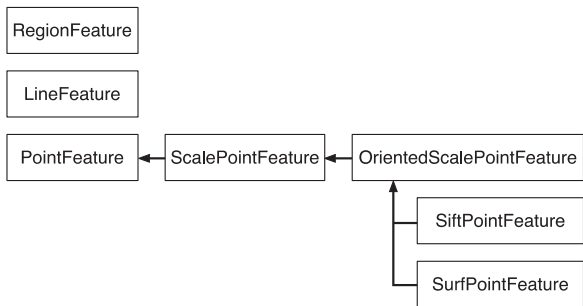 RegionFeature
LineFeature
PointFeature
ScalePointFeature
OrientedScalePointFeature
SiftPointFeature
SurfPointFeature